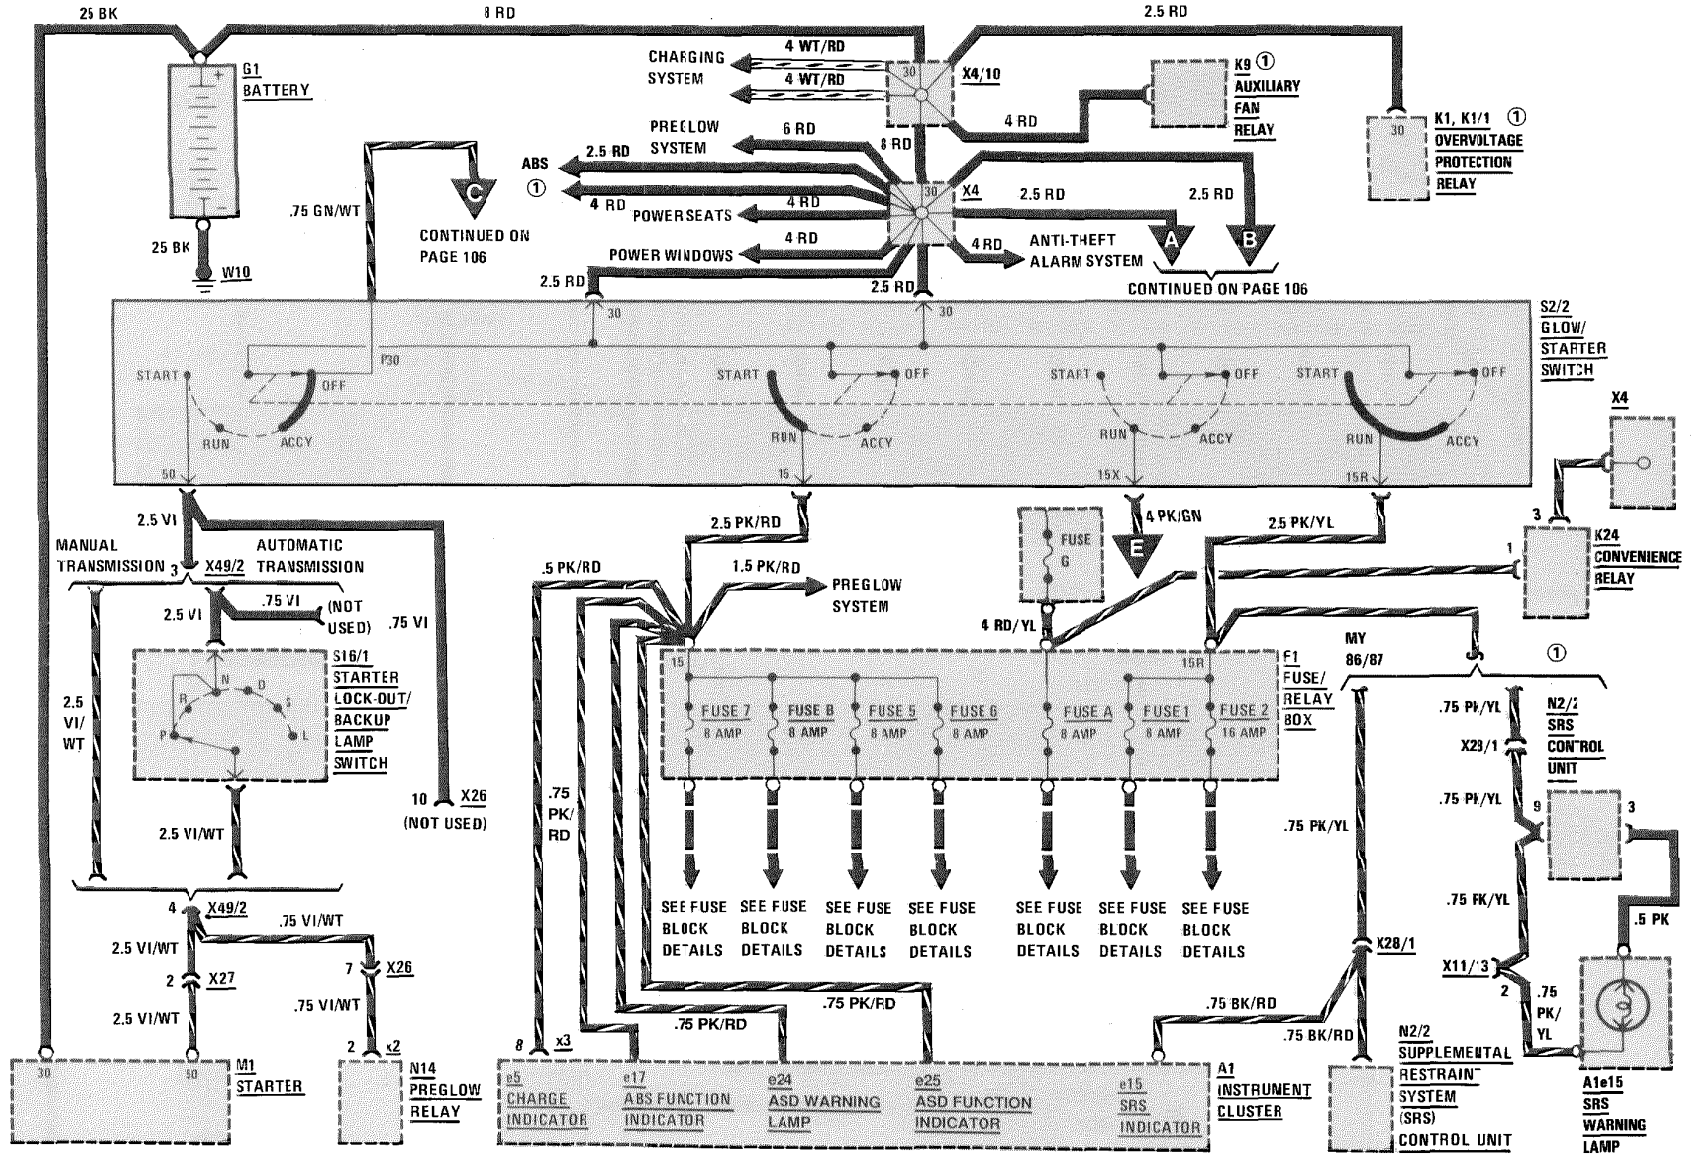 25 BK
8 RD
2.5 RD
4 WT/RD
CHARGING
SYSTEM
4 WT/RD
30
X4/10
K9 ①
AUXILIARY
FAN
RELAY
G1
BATTERY
+
−
4 RD
30
K1, K1/1 ①
OVERVOLTAGE
PROTECTION
RELAY
PREGLOW
SYSTEM
6 RD
8 RD
ABS
①
2.5 RD
4 RD
30
X4
2.5 RD
2.5 RD
C
.75 GN/WT
POWER SEATS
4 RD
CONTINUED ON
PAGE 106
POWER WINDOWS
4 RD
4 RD
ANTI-THEFT
ALARM SYSTEM
A
B
25 BK
W10
2.5 RD
2.5 RD
CONTINUED ON PAGE 106
30
30
S2/2
GLOW/
STARTER
SWITCH
P30
START
OFF
RUN
ACCY
START
OFF
RUN
ACCY
START
OFF
RUN
ACCY
START
OFF
RUN
ACCY
50
15
15X
15R
X4
2.5 VI
2.5 PK/RD
FUSE
G
4 PK/GN
E
2.5 PK/YL
3
K24
CONVENIENCE
RELAY
1
MANUAL
TRANSMISSION
3
X49/2
AUTOMATIC
TRANSMISSION
.5 PK/RD
1.5 PK/RD
PREGLOW
SYSTEM
2.5 VI
.75 VI
(NOT
USED)
.75 VI
4 RD/YL
MY
86/87
①
S16/1
STARTER
LOCK-OUT/
BACKUP
LAMP
SWITCH
P
R
N
D
L
2.5
VI/
WT
15
15R
F1
FUSE/
RELAY
BOX
FUSE 7
8 AMP
FUSE B
8 AMP
FUSE 5
8 AMP
FUSE 6
8 AMP
FUSE A
8 AMP
FUSE 1
8 AMP
FUSE 2
16 AMP
.75 PK/YL
N2/2
SRS
CONTROL
UNIT
X28/1
.75 PK/YL
9
3
10
X26
(NOT USED)
.75
PK/
RD
2.5 VI/WT
.75 PK/YL
.75 PK/YL
.5 PK
4
X49/2
.75 VI/WT
SEE FUSE
BLOCK
DETAILS
SEE FUSE
BLOCK
DETAILS
SEE FUSE
BLOCK
DETAILS
SEE FUSE
BLOCK
DETAILS
SEE FUSE
BLOCK
DETAILS
SEE FUSE
BLOCK
DETAILS
SEE FUSE
BLOCK
DETAILS
2.5 VI/WT
2
X27
7
X26
X28/1
X11/13
2
.75
PK/
YL
2.5 VI/WT
.75 VI/WT
.75 PK/RD
.75 PK/RD
.75 BK/RD
.75 BK/RD
8
x3
2
x2
30
50
M1
STARTER
N14
PREGLOW
RELAY
e5
CHARGE
INDICATOR
e17
ABS FUNCTION
INDICATOR
e24
ASD WARNING
LAMP
e25
ASD FUNCTION
INDICATOR
e15
SRS
INDICATOR
A1
INSTRUMENT
CLUSTER
N2/2
SUPPLEMENTAL
RESTRAINT
SYSTEM
(SRS)
CONTROL UNIT
A1e15
SRS
WARNING
LAMP